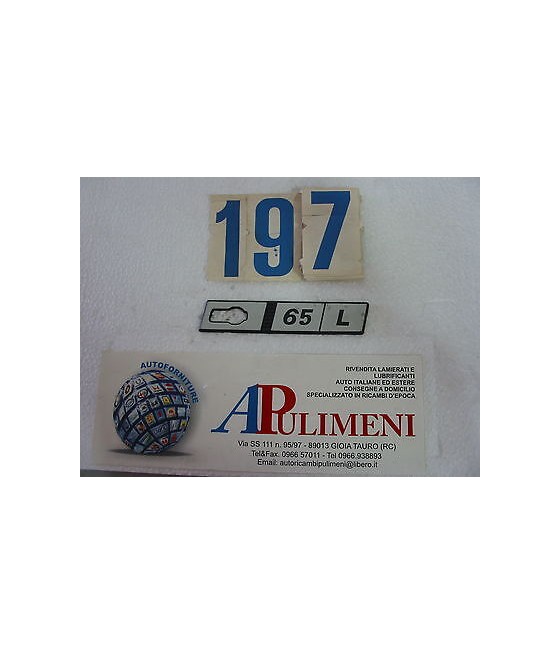 197
65 L
AUTOFORNITURE
APULIMENI
RIVENDITA LAMIERATI E
LUBRIFICANTI
AUTO ITALIANE ED ESTERE
CONSEGNE A DOMICILIO
SPECIALIZZATO IN RICAMBI D'EPOCA
Via SS 111 n. 95/97 - 89013 GIOIA TAURO (RC)
Tel&Fax. 0966 57011 - Tel 0966.938893
Email: autoricambipulimeni@libero.it